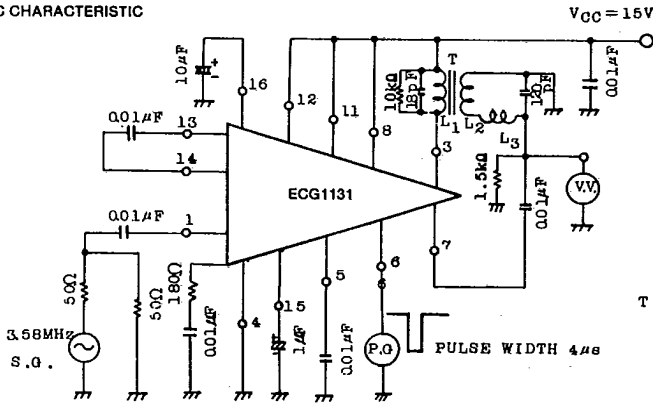 C CHARACTERISTIC
VCC=15V
10μF
+
-
16
12
11
8
10kΩ
18pF
T
L1
L2
L3
120pF
0.01μF
0.01μF
13
14
3
ECG1131
1.5kΩ
0.01μF
V.V.
0.01μF
1
7
50Ω
50Ω
180Ω
0.01μF
4
15
1μF
5
0.01μF
6
6
P.G
PULSE WIDTH 4μs
3.58MHz
S.G.
T